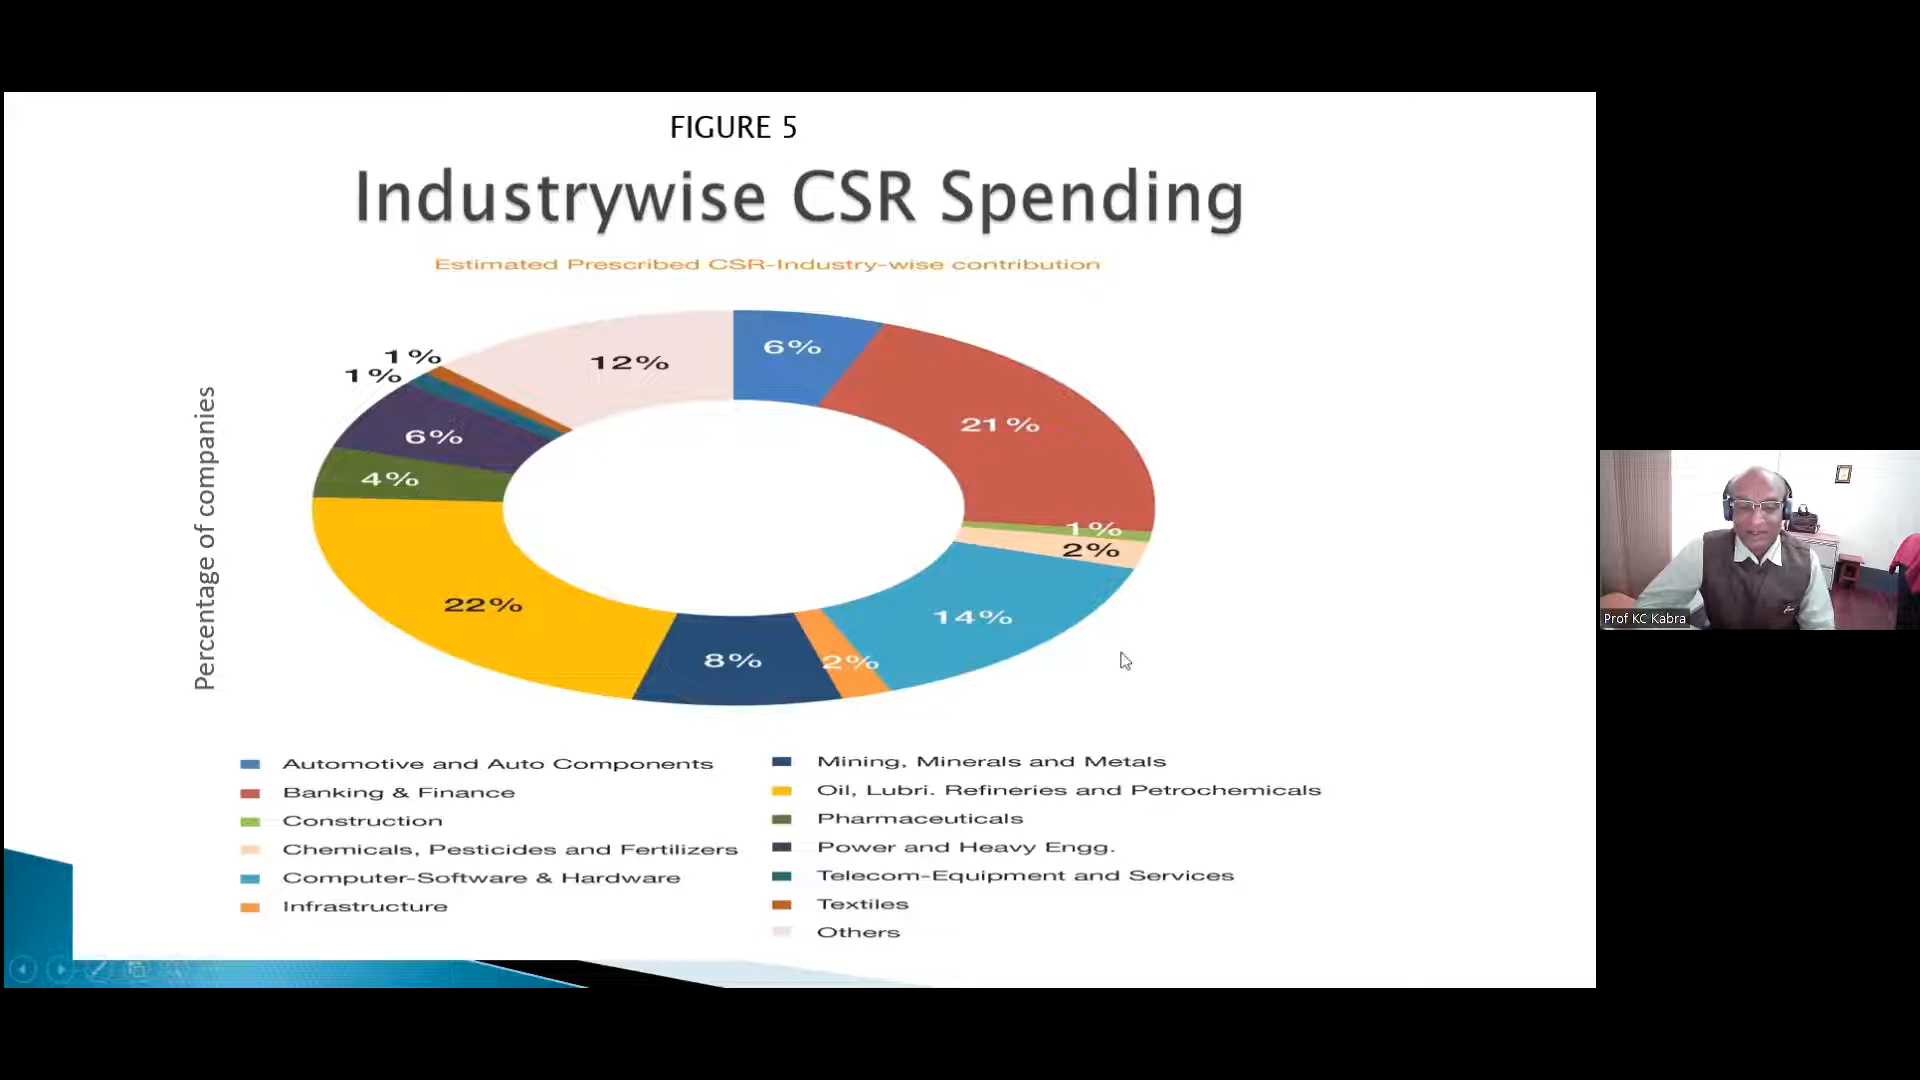 FIGURE 5
Industrywise CSR Spending
Estimated Prescribed CSR-Industry-wise contribution
Percentage of companies
6%
21%
1%
2%
14%
2%
8%
22%
4%
6%
1%
1%
12%
Automotive and Auto Components
Banking & Finance
Construction
Chemicals, Pesticides and Fertilizers
Computer-Software & Hardware
Infrastructure
Mining, Minerals and Metals
Oil, Lubri. Refineries and Petrochemicals
Pharmaceuticals
Power and Heavy Engg.
Telecom-Equipment and Services
Textiles
Others
Prof KC Kabra